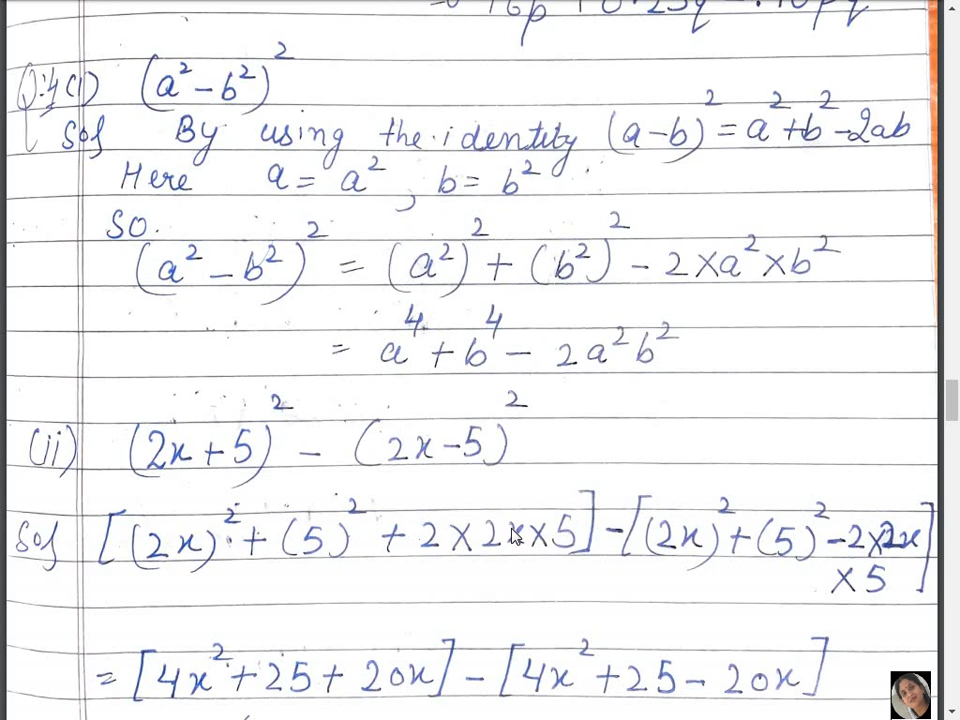 Q:4(i) (a² - b²)²
Sol By using the identity (a-b)² = a²+b²-2ab
Here a = a², b = b².
SO.
(a² - b²)² = (a²)² + (b²)² - 2×a²×b²
= a⁴ + b⁴ - 2a²b²
(ii) (2x+5)² - (2x-5)²
Sol [(2x)² + (5)² + 2×2x×5] - [(2x)² + (5)² - 2×2x
×5]
= [4x² + 25 + 20x] - [4x² + 25 - 20x]